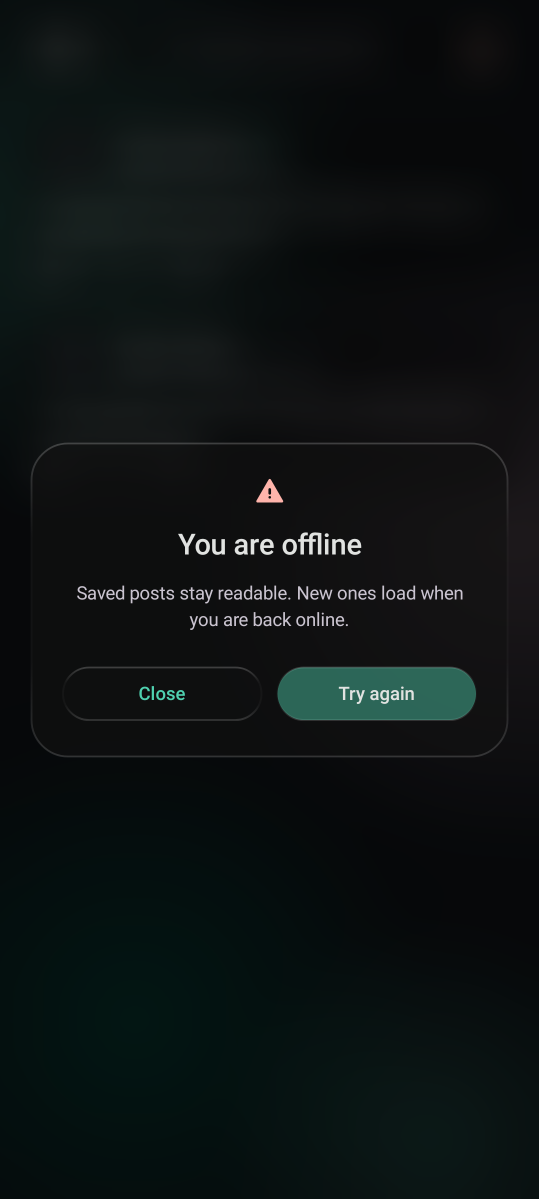 You are offline
Saved posts stay readable. New ones load when
you are back online.
Close
Try again